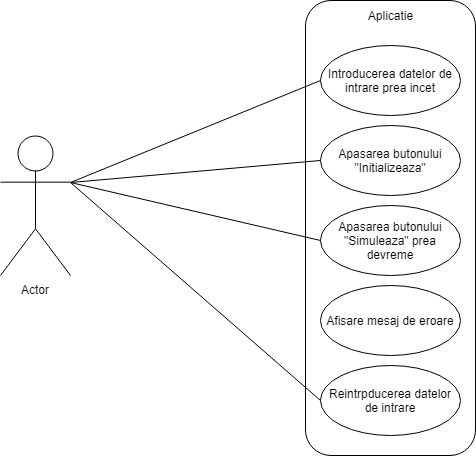 Aplicatie
Introducerea datelor de
intrare prea incet
Apasarea butonului
"Initializeaza"
Apasarea butonului
"Simuleaza" prea
devreme
Actor
Afisare mesaj de eroare
Reintrpducerea datelor
de intrare